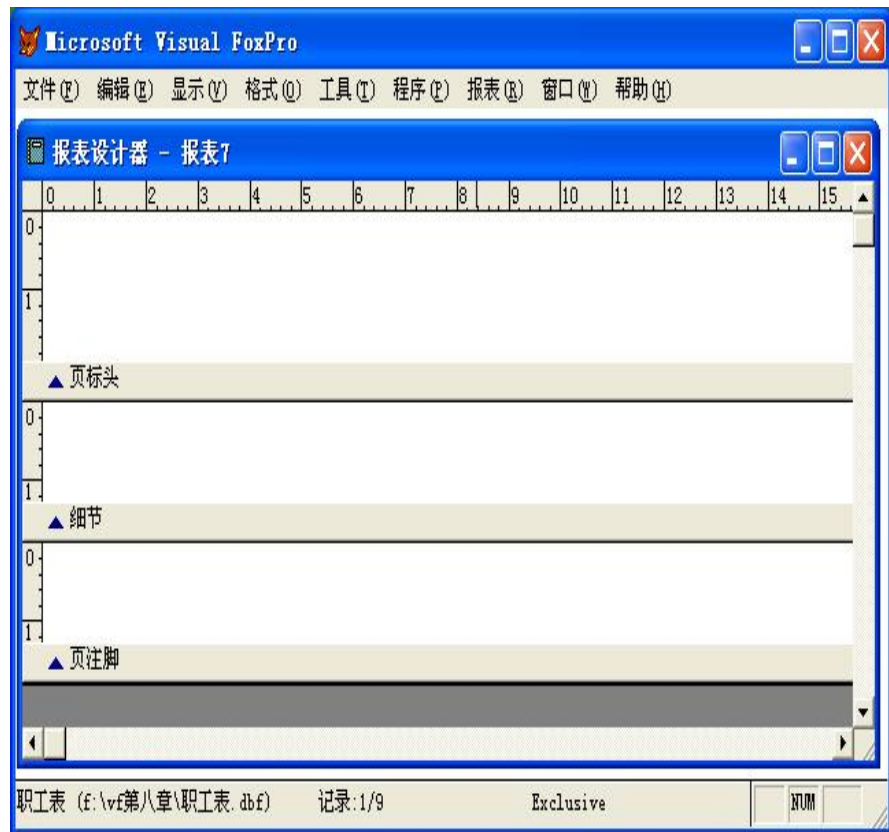 Microsoft Visual FoxPro
文件(F) 编辑(E) 显示(V) 格式(O) 工具(T) 程序(P) 报表(R) 窗口(W) 帮助(H)
报表设计器 - 报表7
0 1 2 3 4 5 6 7 8 9 10 11 12 13 14 15
0
1
页标头
0
1
细节
0
1
页注脚
职工表 (f:\vf第八章\职工表.dbf) 记录:1/9 Exclusive NUM